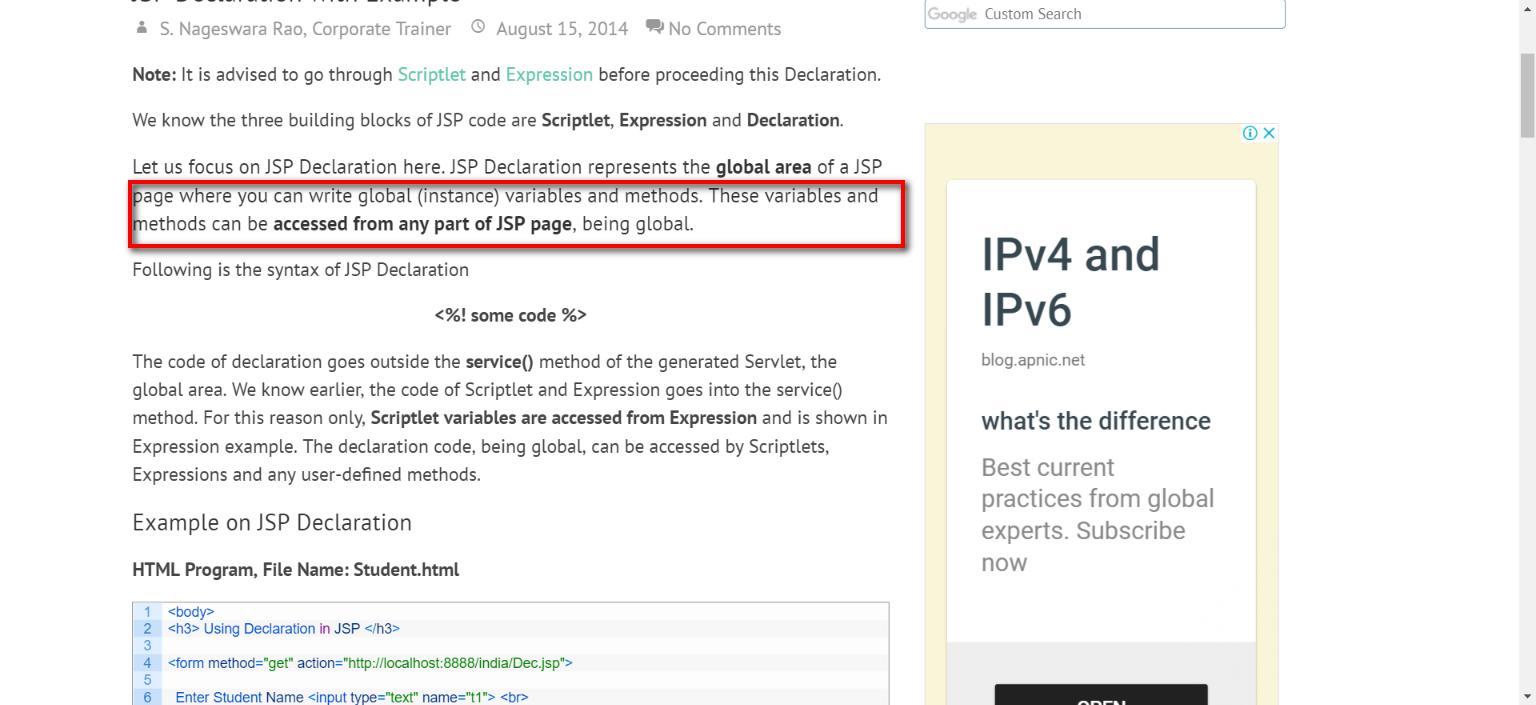 JSP Declaration with Example
S. Nageswara Rao, Corporate Trainer August 15, 2014 No Comments
Note: It is advised to go through Scriptlet and Expression before proceeding this Declaration.
We know the three building blocks of JSP code are Scriptlet, Expression and Declaration.
Let us focus on JSP Declaration here. JSP Declaration represents the global area of a JSP
page where you can write global (instance) variables and methods. These variables and
methods can be accessed from any part of JSP page, being global.
Following is the syntax of JSP Declaration
<%! some code %>
The code of declaration goes outside the service() method of the generated Servlet, the
global area. We know earlier, the code of Scriptlet and Expression goes into the service()
method. For this reason only, Scriptlet variables are accessed from Expression and is shown in
Expression example. The declaration code, being global, can be accessed by Scriptlets,
Expressions and any user-defined methods.
Example on JSP Declaration
HTML Program, File Name: Student.html
1 <body>
2 <h3> Using Declaration in JSP </h3>
3
4 <form method="get" action="http://localhost:8888/india/Dec.jsp">
5
6 Enter Student Name <input type="text" name="t1"> <br>
Google Custom Search
IPv4 and
IPv6
blog.apnic.net
what's the difference
Best current
practices from global
experts. Subscribe
now
OPEN